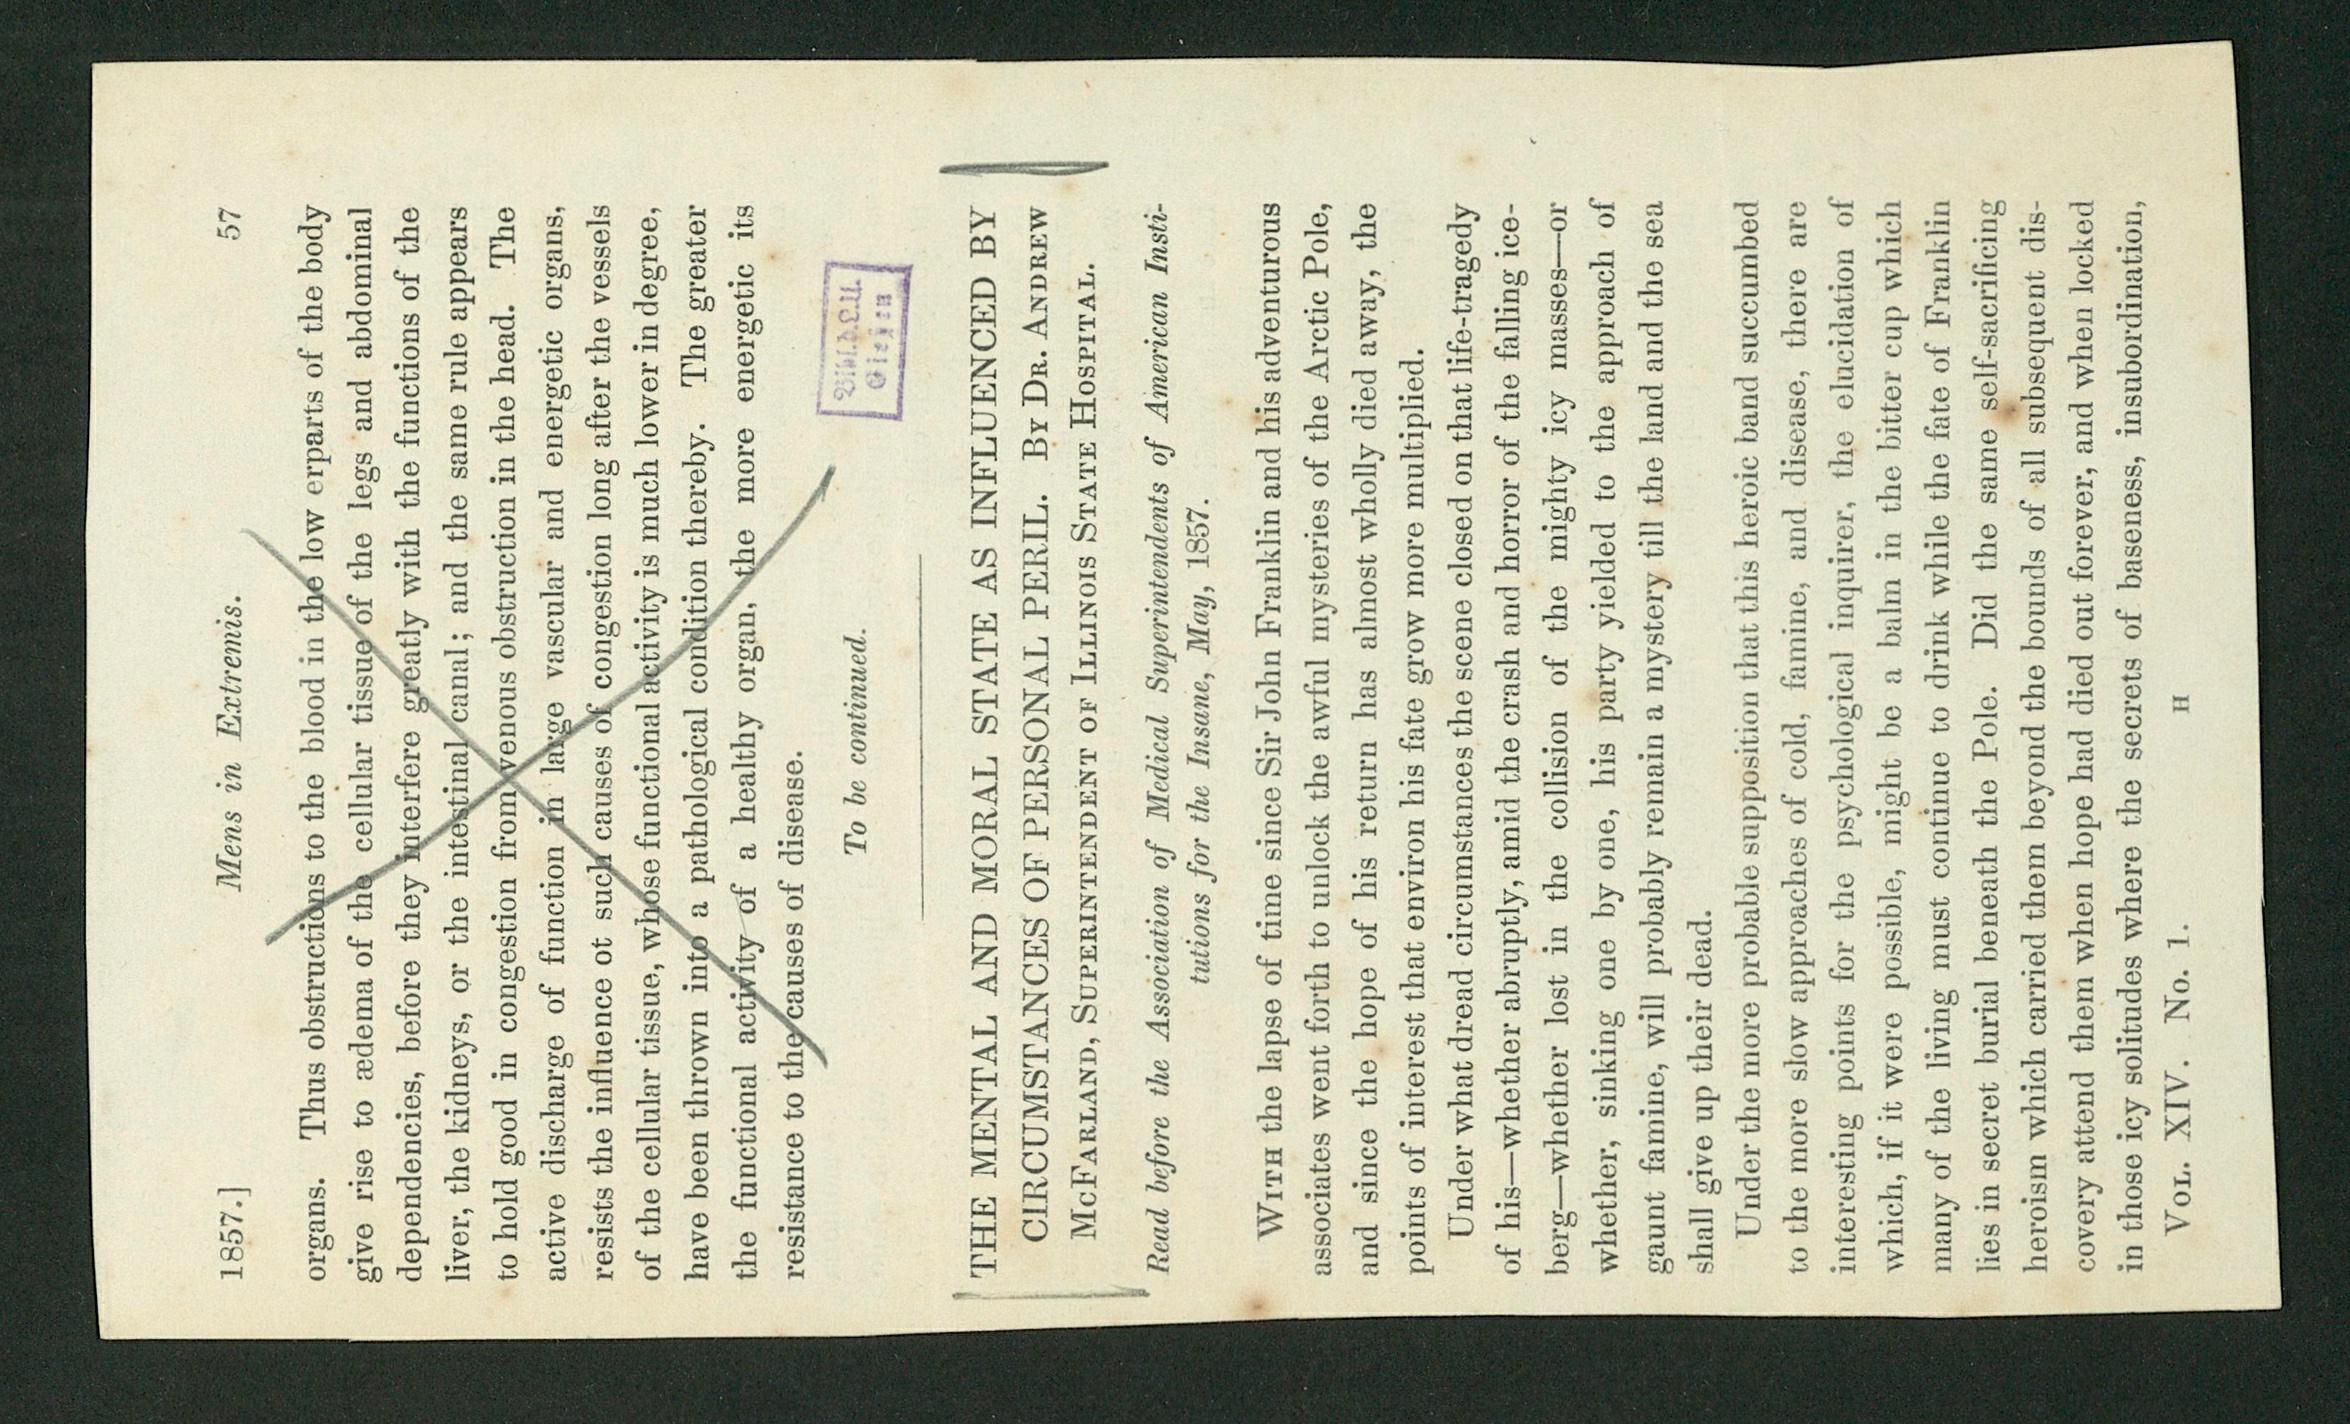 1857.] Mens in Extremis. 57
organs. Thus obstructions to the blood in the low erparts of the body
give rise to ædema of the cellular tissue of the legs and abdominal
dependencies, before they interfere greatly with the functions of the
liver, the kidneys, or the intestinal canal; and the same rule appears
to hold good in congestion from venous obstruction in the head. The
active discharge of function in large vascular and energetic organs,
resists the influence ot such causes of congestion long after the vessels
of the cellular tissue, whose functional activity is much lower in degree,
have been thrown into a pathological condition thereby. The greater
the functional activity of a healthy organ, the more energetic its
resistance to the causes of disease.
To be continued.
Gießen
THE MENTAL AND MORAL STATE AS INFLUENCED BY
CIRCUMSTANCES OF PERSONAL PERIL. BY DR. ANDREW
MCFARLAND, SUPERINTENDENT OF ILLINOIS STATE HOSPITAL.
Read before the Association of Medical Superintendents of American Insti-
tutions for the Insane, May, 1857.
WITH the lapse of time since Sir John Franklin and his adventurous
associates went forth to unlock the awful mysteries of the Arctic Pole,
and since the hope of his return has almost wholly died away, the
points of interest that environ his fate grow more multiplied.
Under what dread circumstances the scene closed on that life-tragedy
of his—whether abruptly, amid the crash and horror of the falling ice-
berg—whether lost in the collision of the mighty icy masses—or
whether, sinking one by one, his party yielded to the approach of
gaunt famine, will probably remain a mystery till the land and the sea
shall give up their dead.
Under the more probable supposition that this heroic band succumbed
to the more slow approaches of cold, famine, and disease, there are
interesting points for the psychological inquirer, the elucidation of
which, if it were possible, might be a balm in the bitter cup which
many of the living must continue to drink while the fate of Franklin
lies in secret burial beneath the Pole. Did the same self-sacrificing
heroism which carried them beyond the bounds of all subsequent dis-
covery attend them when hope had died out forever, and when locked
in those icy solitudes where the secrets of baseness, insubordination,
VOL. XIV. No. 1. H